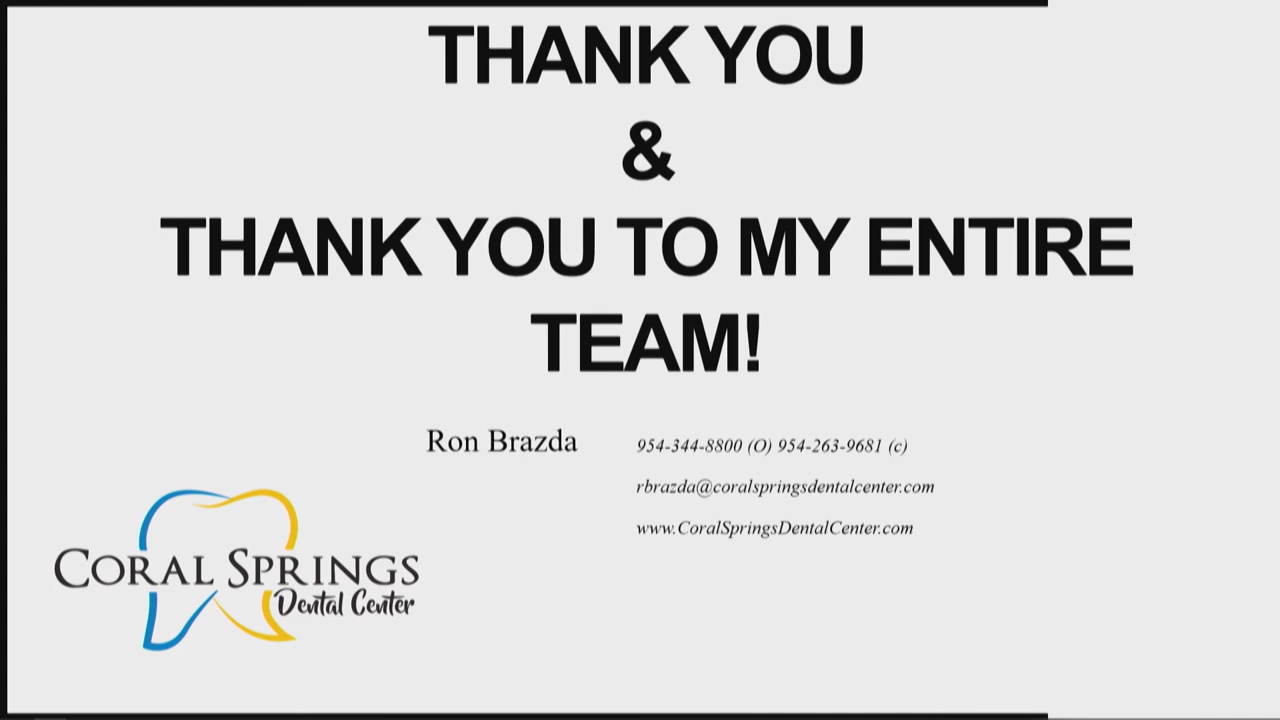 THANK YOU
&
THANK YOU TO MY ENTIRE
TEAM!
Ron Brazda
954-344-8800 (O) 954-263-9681 (c)
rbrazda@coralspringsdentalcenter.com
www.CoralSpringsDentalCenter.com
CORAL SPRINGS
Dental Center